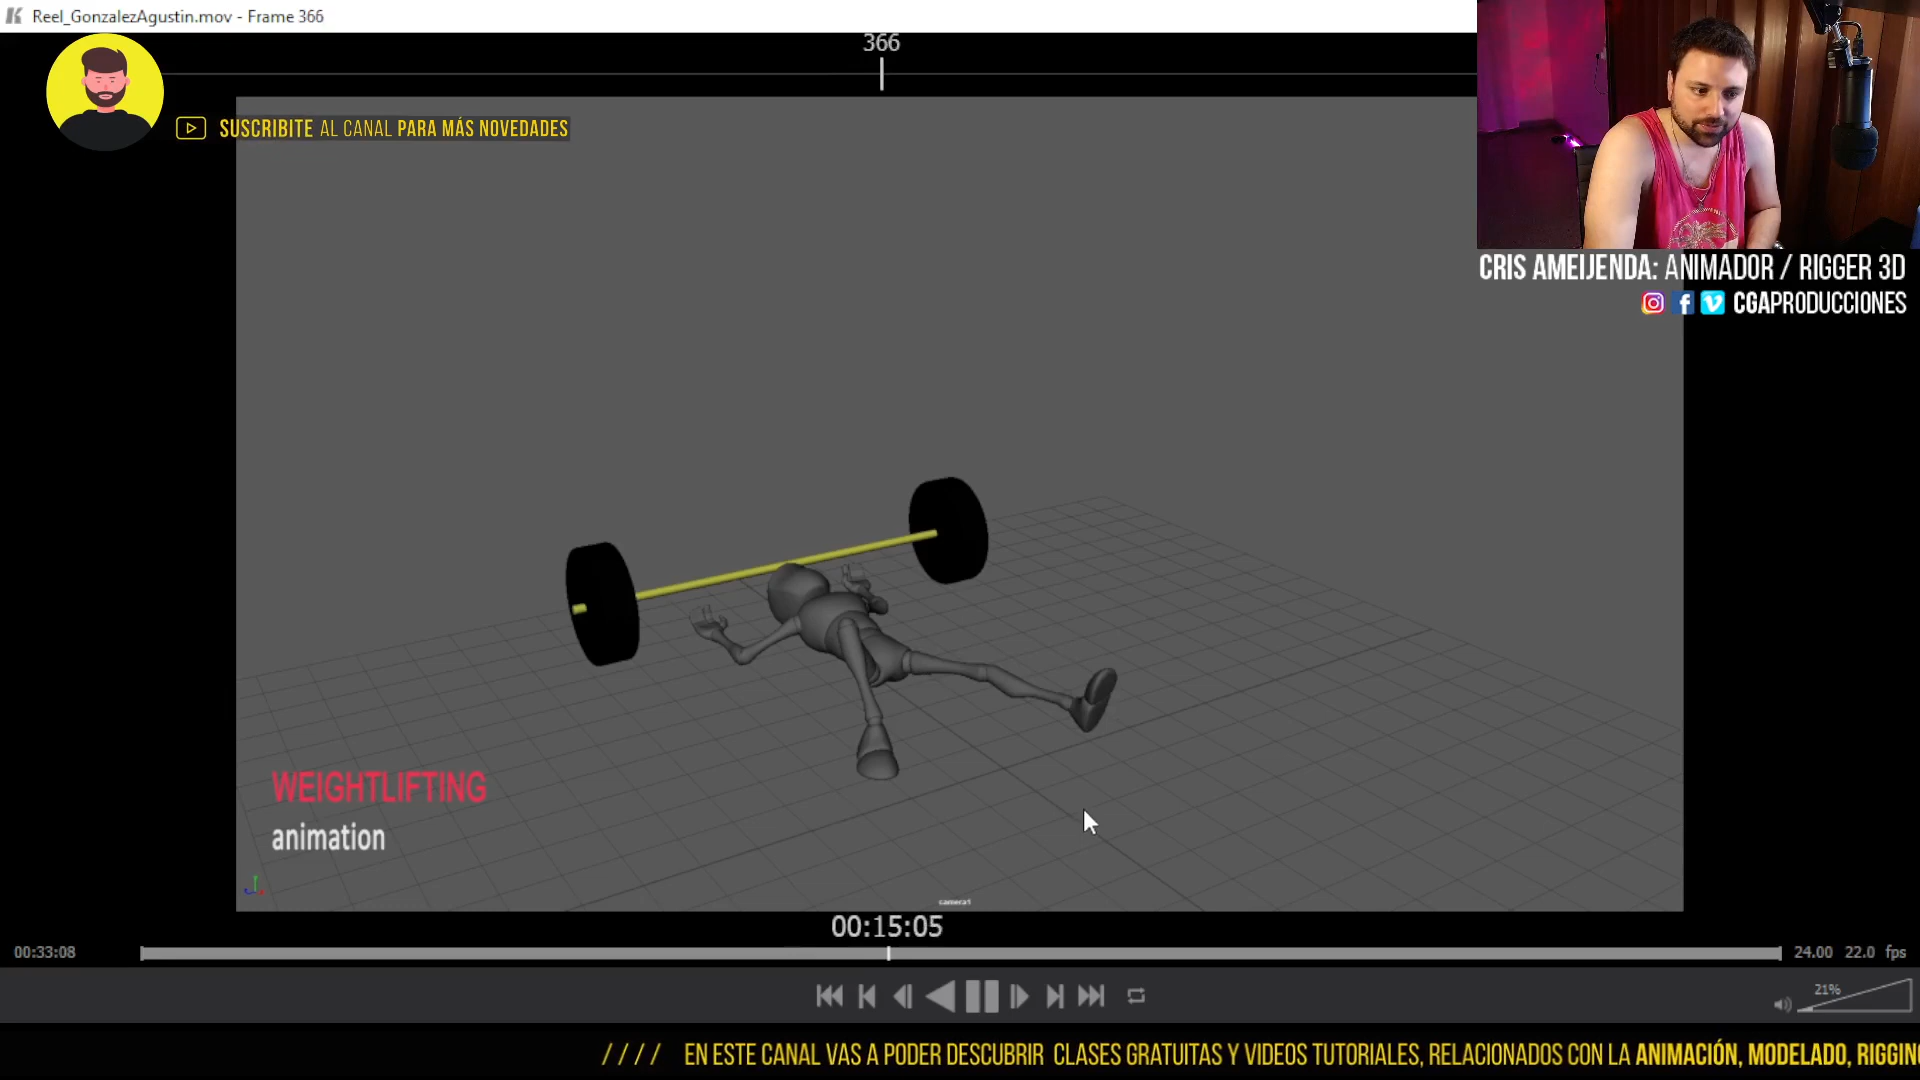 Reel_GonzalezAgustin.mov - Frame 366
366
SUSCRIBITE AL CANAL PARA MÁS NOVEDADES
CRIS AMEIJENDA: ANIMADOR / RIGGER 3D
CGAPRODUCCIONES
WEIGHTLIFTING
animation
camera1
00:15:05
00:33:08
24.00 22.0 fps
21%
//// EN ESTE CANAL VAS A PODER DESCUBRIR CLASES GRATUITAS Y VIDEOS TUTORIALES, RELACIONADOS CON LA ANIMACIÓN, MODELADO, RIGGING